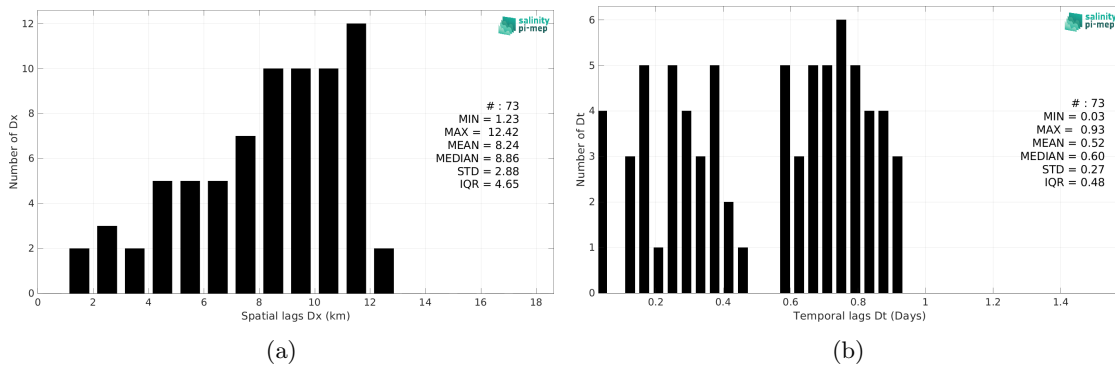 12
10
8
6
4
2
0
Number of Dx
0 2 4 6 8 10 12 14 16 18
Spatial lags Dx (km)
salinity
pi-mep
# : 73
MIN = 1.23
MAX = 12.42
MEAN = 8.24
MEDIAN = 8.86
STD = 2.88
IQR = 4.65
(a)
6
5
4
3
2
1
0
Number of Dt
0.2 0.4 0.6 0.8 1 1.2 1.4
Temporal lags Dt (Days)
salinity
pi-mep
# : 73
MIN = 0.03
MAX = 0.93
MEAN = 0.52
MEDIAN = 0.60
STD = 0.27
IQR = 0.48
(b)